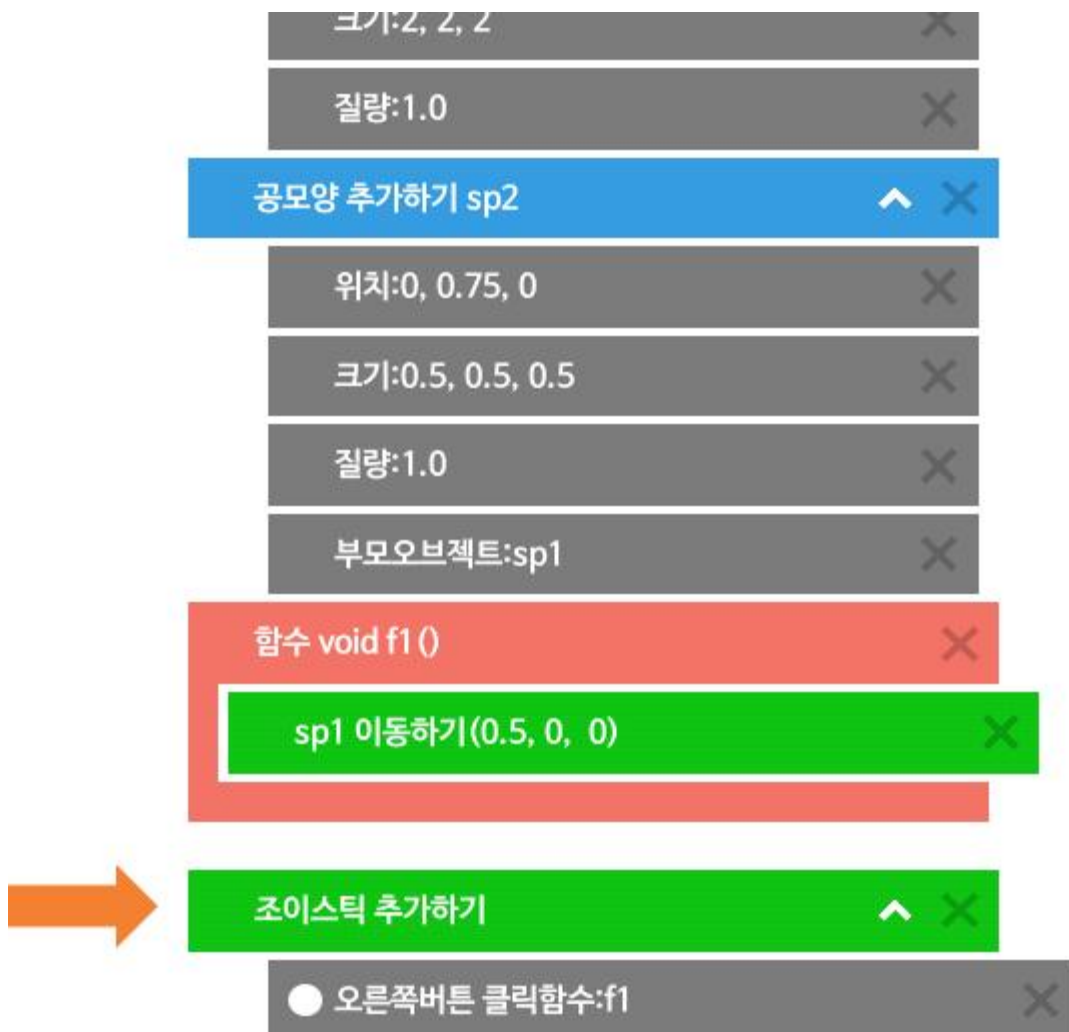 크기:2, 2, 2
질량:1.0
공모양 추가하기 sp2
위치:0, 0.75, 0
크기:0.5, 0.5, 0.5
질량:1.0
부모오브젝트:sp1
함수 void f1()
sp1 이동하기(0.5, 0,  0)
조이스틱 추가하기
오른쪽버튼 클릭함수:f1